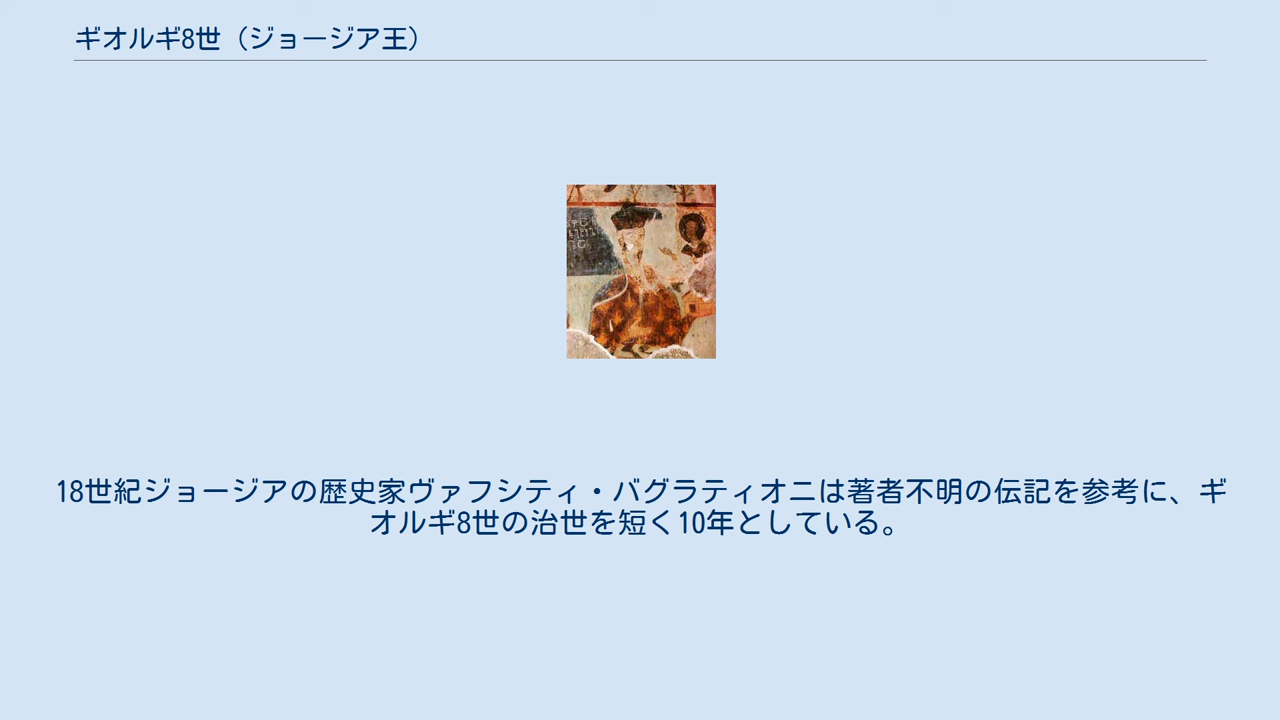 ギオルギ8世（ジョージア王）
18世紀ジョージアの歴史家ヴァフシティ・バグラティオニは著者不明の伝記を参考に、ギ
オルギ8世の治世を短く10年としている。